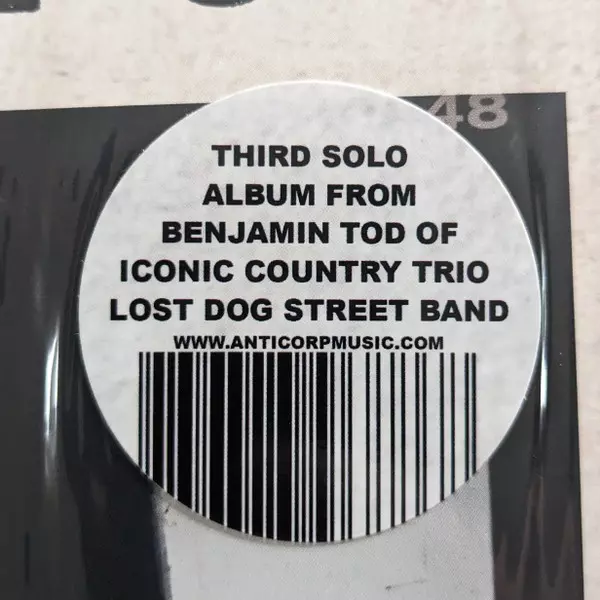 48
THIRD SOLO
ALBUM FROM
BENJAMIN TOD OF
ICONIC COUNTRY TRIO
LOST DOG STREET BAND
WWW.ANTICORPMUSIC.COM